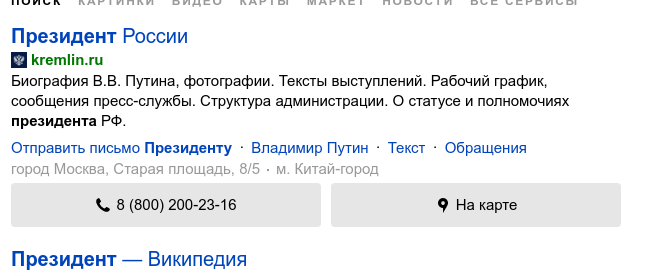 ПОИСК КАРТИНКИ ВИДЕО КАРТЫ МАРКЕТ НОВОСТИ ВСЕ СЕРВИСЫ
Президент России
kremlin.ru
Биография В.В. Путина, фотографии. Тексты выступлений. Рабочий график,
сообщения пресс-службы. Структура администрации. О статусе и полномочиях
президента РФ.
Отправить письмо Президенту · Владимир Путин · Текст · Обращения
город Москва, Старая площадь, 8/5 · м. Китай-город
8 (800) 200-23-16
На карте
Президент — Википедия